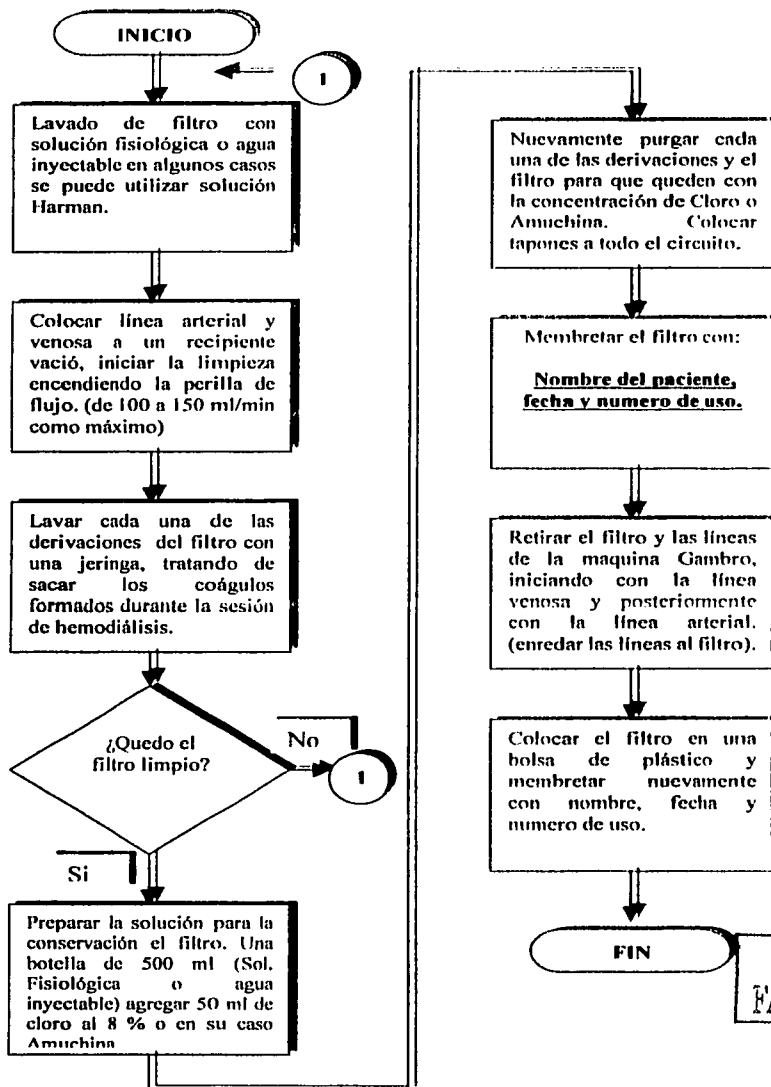 INICIO
1
Lavado de filtro con
solución fisiológica o agua
inyectable en algunos casos
se puede utilizar solución
Harman.
Colocar línea arterial y
venosa a un recipiente
vació, iniciar la limpieza
encendiendo la perilla de
flujo. (de 100 a 150 ml/min
como máximo)
Lavar cada una de las
derivaciones del filtro con
una jeringa, tratando de
sacar los coágulos
formados durante la sesión
de hemodiálisis.
¿Quedo el
filtro limpio?
No
1
Si
Preparar la solución para la
conservación el filtro. Una
botella de 500 ml (Sol.
Fisiológica o agua
inyectable) agregar 50 ml de
cloro al 8 % o en su caso
Amuchina
Nuevamente purgar cada
una de las derivaciones y el
filtro para que queden con
la concentración de Cloro o
Amuchina. Colocar
tapones a todo el circuito.
Membretar el filtro con:
Nombre del paciente,
fecha y numero de uso.
Retirar el filtro y las líneas
de la maquina Gambro,
iniciando con la línea
venosa y posteriormente
con la línea arterial.
(enredar las líneas al filtro).
Colocar el filtro en una
bolsa de plástico y
membretar nuevamente
con nombre, fecha y
numero de uso.
FIN